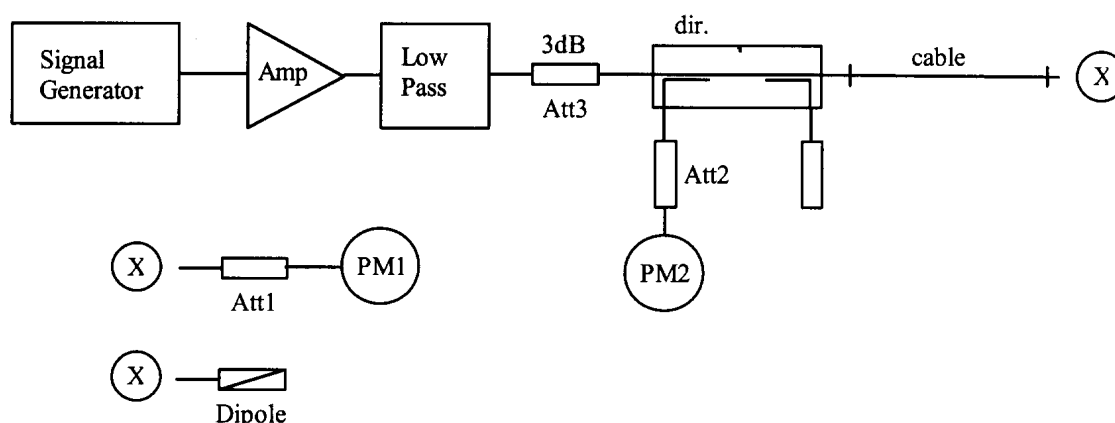 Signal
Generator
Amp
Low
Pass
3dB
Att3
dir.
cable
X
Att2
PM2
X
Att1
PM1
X
Dipole